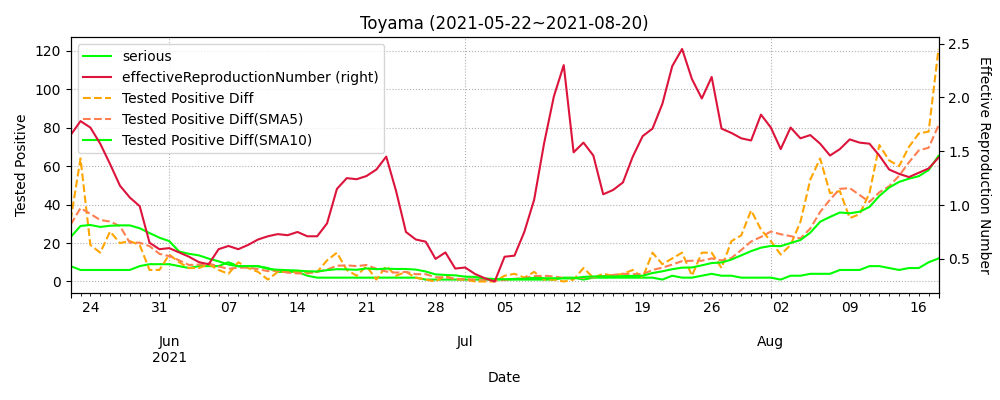 Toyama (2021-05-22~2021-08-20)
serious
effectiveReproductionNumber (right)
Tested Positive Diff
Tested Positive Diff(SMA5)
Tested Positive Diff(SMA10)
Tested Positive
120
100
80
60
40
20
0
2.5
2.0
1.5
1.0
0.5
Effective Reproduction Number
24 31 07 14 21 28 05 12 19 26 02 09 16
Jun Jul Aug
2021
Date